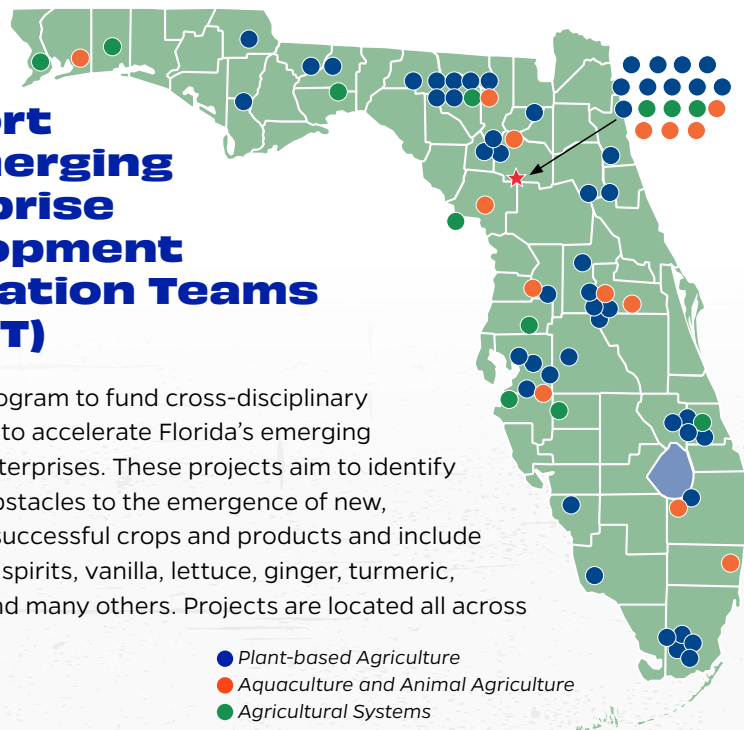 ort
erging
prise
opment
ation Teams
T)
ogram to fund cross-disciplinary
to accelerate Florida's emerging
terprises. These projects aim to identify
bstacles to the emergence of new,
successful crops and products and include
spirits, vanilla, lettuce, ginger, turmeric,
nd many others. Projects are located all across
Plant-based Agriculture
Aquaculture and Animal Agriculture
Agricultural Systems